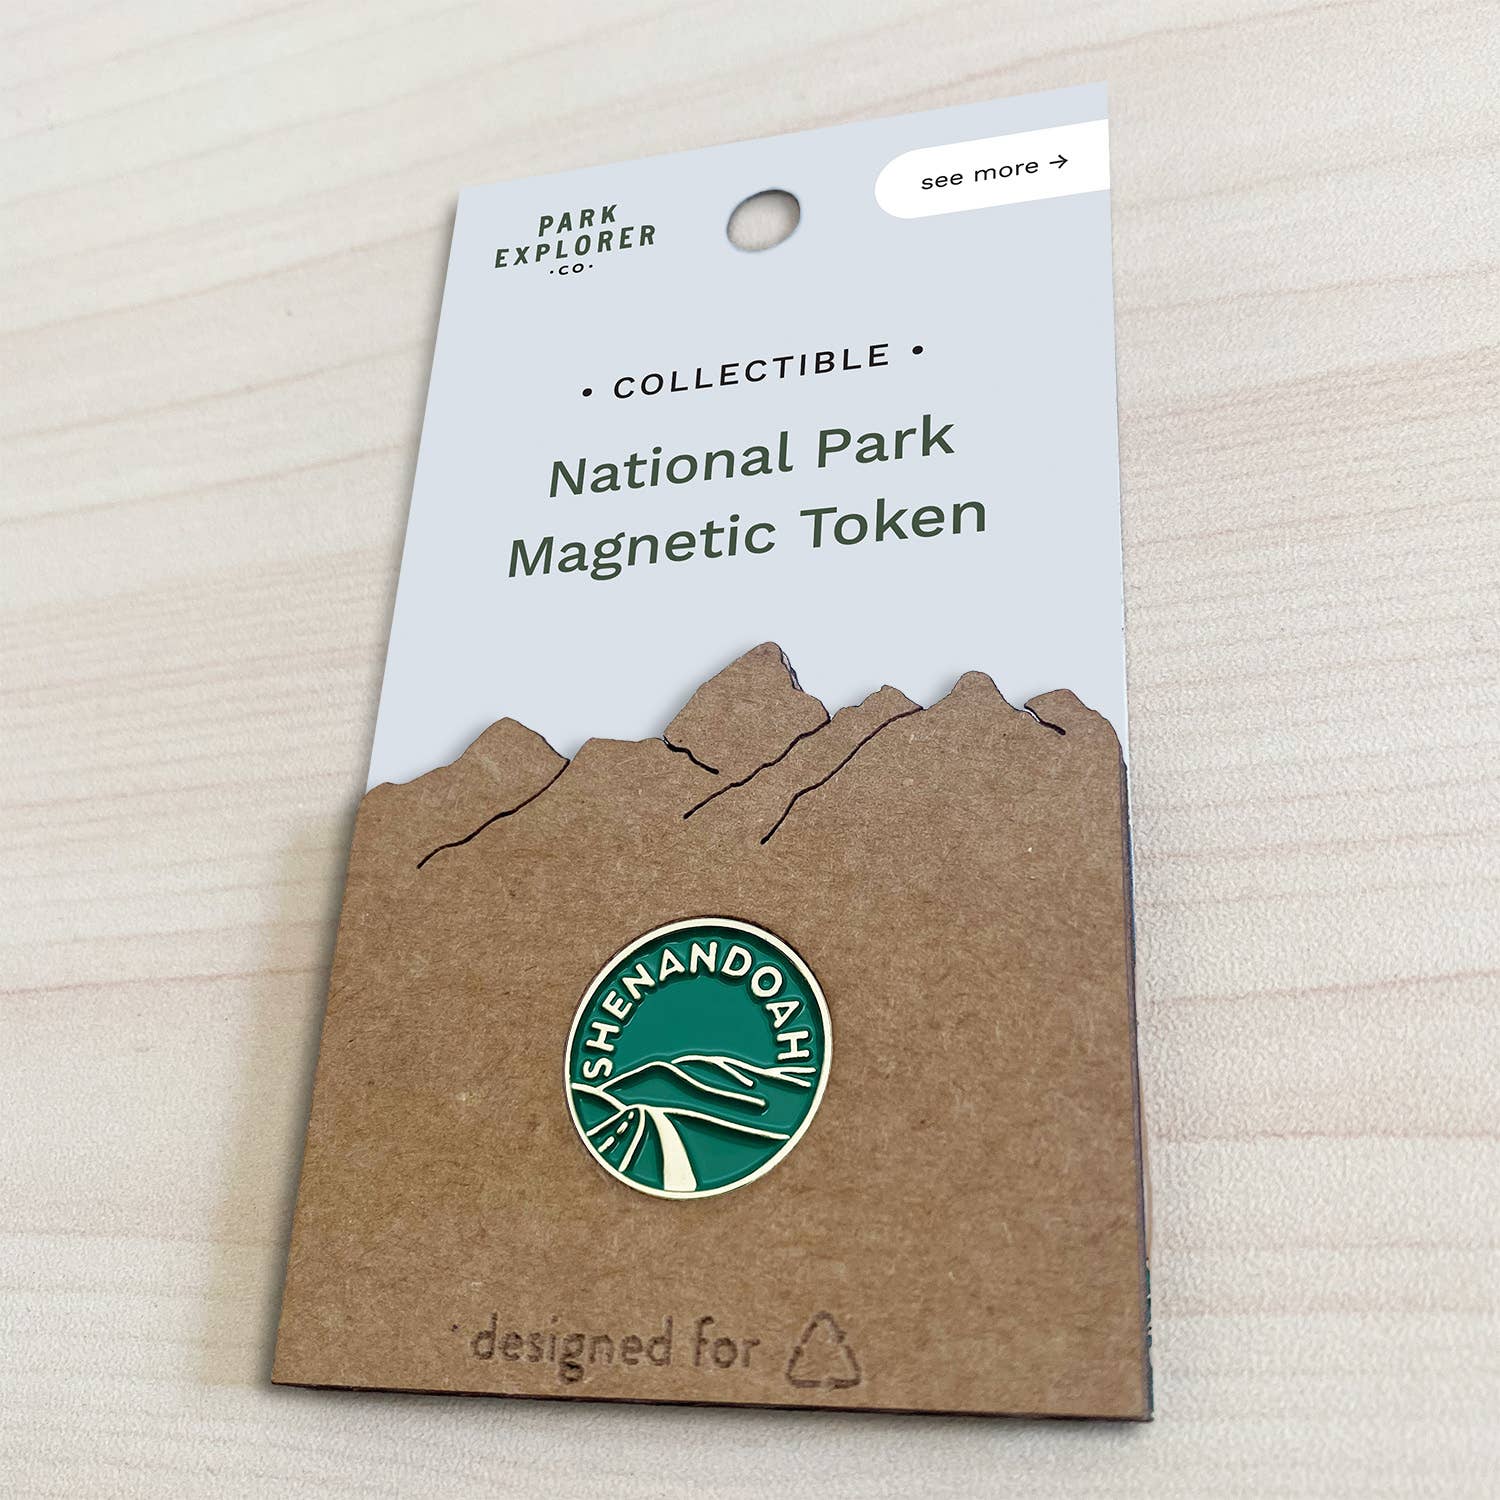 PARK
EXPLORER
·CO·
see more →
• COLLECTIBLE •
National Park
Magnetic Token
SHENANDOAH
designed for